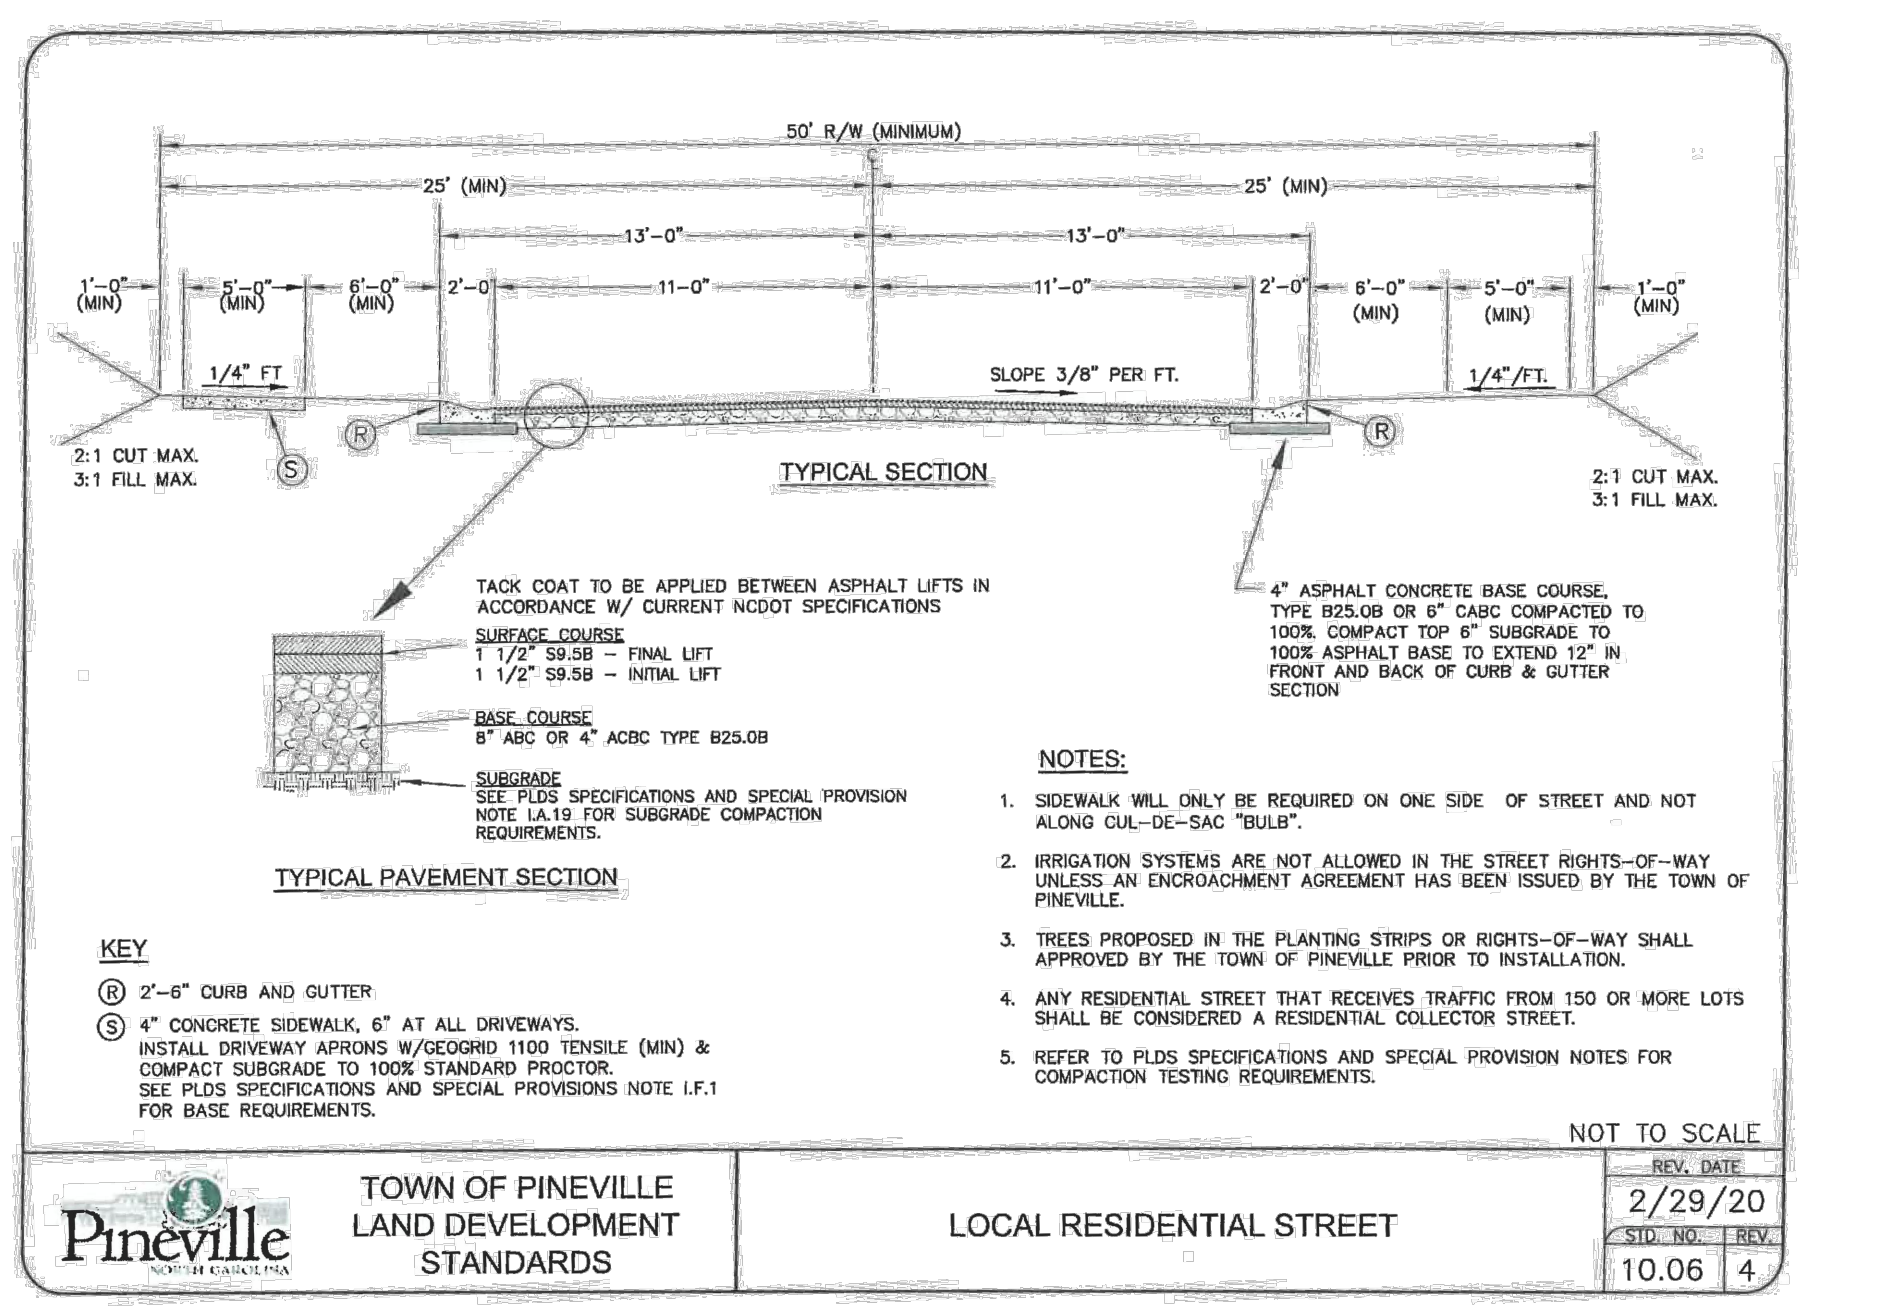 50' R/W (MINIMUM)
25' (MIN)
25' (MIN)
13'-0"
13'-0"
1'-0"
(MIN)
5'-0"
(MIN)
6'-0"
(MIN)
2'-0
11-0"
11'-0"
2'-0"
6'-0"
(MIN)
5'-0"
(MIN)
1'-0"
(MIN)
1/4" FT
SLOPE 3/8" PER FT.
1/4"/FT.
R
R
S
2:1 CUT MAX.
3:1 FILL MAX.
TYPICAL SECTION
2:1 CUT MAX.
3:1 FILL MAX.
TACK COAT TO BE APPLIED BETWEEN ASPHALT LIFTS IN
ACCORDANCE W/ CURRENT NCDOT SPECIFICATIONS
SURFACE COURSE
1 1/2" S9.5B – FINAL LIFT
1 1/2" S9.5B – INITIAL LIFT
BASE COURSE
8" ABC OR 4" ACBC TYPE B25.0B
SUBGRADE
SEE PLDS SPECIFICATIONS AND SPECIAL PROVISION
NOTE I.A.19 FOR SUBGRADE COMPACTION
REQUIREMENTS.
TYPICAL PAVEMENT SECTION
4" ASPHALT CONCRETE BASE COURSE,
TYPE B25.0B OR 6" CABC COMPACTED TO
100%. COMPACT TOP 6" SUBGRADE TO
100% ASPHALT BASE TO EXTEND 12" IN
FRONT AND BACK OF CURB & GUTTER
SECTION
KEY
R 2'–6" CURB AND GUTTER
S 4" CONCRETE SIDEWALK, 6" AT ALL DRIVEWAYS.
INSTALL DRIVEWAY APRONS W/GEOGRID 1100 TENSILE (MIN) &
COMPACT SUBGRADE TO 100% STANDARD PROCTOR.
SEE PLDS SPECIFICATIONS AND SPECIAL PROVISIONS NOTE I.F.1
FOR BASE REQUIREMENTS.
NOTES:
1. SIDEWALK WILL ONLY BE REQUIRED ON ONE SIDE OF STREET AND NOT
ALONG CUL–DE–SAC "BULB".
2. IRRIGATION SYSTEMS ARE NOT ALLOWED IN THE STREET RIGHTS–OF–WAY
UNLESS AN ENCROACHMENT AGREEMENT HAS BEEN ISSUED BY THE TOWN OF
PINEVILLE.
3. TREES PROPOSED IN THE PLANTING STRIPS OR RIGHTS–OF–WAY SHALL
APPROVED BY THE TOWN OF PINEVILLE PRIOR TO INSTALLATION.
4. ANY RESIDENTIAL STREET THAT RECEIVES TRAFFIC FROM 150 OR MORE LOTS
SHALL BE CONSIDERED A RESIDENTIAL COLLECTOR STREET.
5. REFER TO PLDS SPECIFICATIONS AND SPECIAL PROVISION NOTES FOR
COMPACTION TESTING REQUIREMENTS.
NOT TO SCALE
Pineville
NORTH CAROLINA
TOWN OF PINEVILLE
LAND DEVELOPMENT
STANDARDS
LOCAL RESIDENTIAL STREET
REV. DATE
2/29/20
STD. NO. REV.
10.06 4